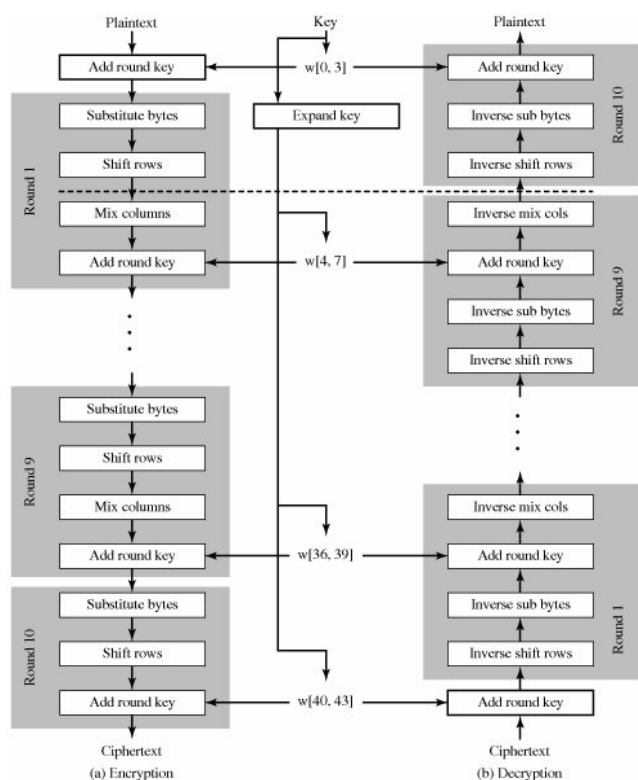 Plaintext
Key
Plaintext
Add round key
w[0, 3]
Add round key
Round 1
Substitute bytes
Expand key
Inverse sub bytes
Round 10
Shift rows
Inverse shift rows
Mix columns
Inverse mix cols
Add round key
w[4, 7]
Add round key
Round 9
Inverse sub bytes
Inverse shift rows
Round 9
Substitute bytes
Shift rows
Mix columns
Inverse mix cols
Add round key
w[36, 39]
Add round key
Round 1
Substitute bytes
Inverse sub bytes
Round 10
Shift rows
Inverse shift rows
Add round key
w[40, 43]
Add round key
Ciphertext
Ciphertext
(a) Encryption
(b) Decryption